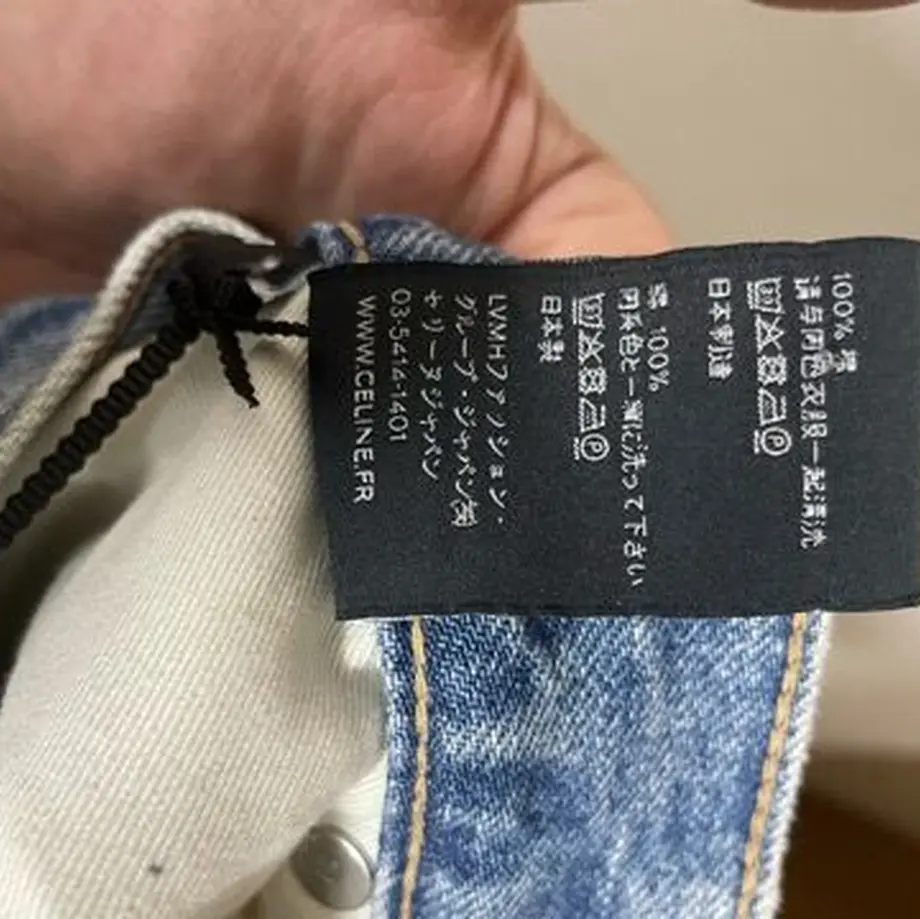 100%
请与同色衣服一起清洗
日本制造
100%
同系色と一緒に洗って下さい
日本製
LVMHファッション・
グループ・ジャパン㈱
セリーヌジャパン
03-5414-1401
WWW.CELINE.FR